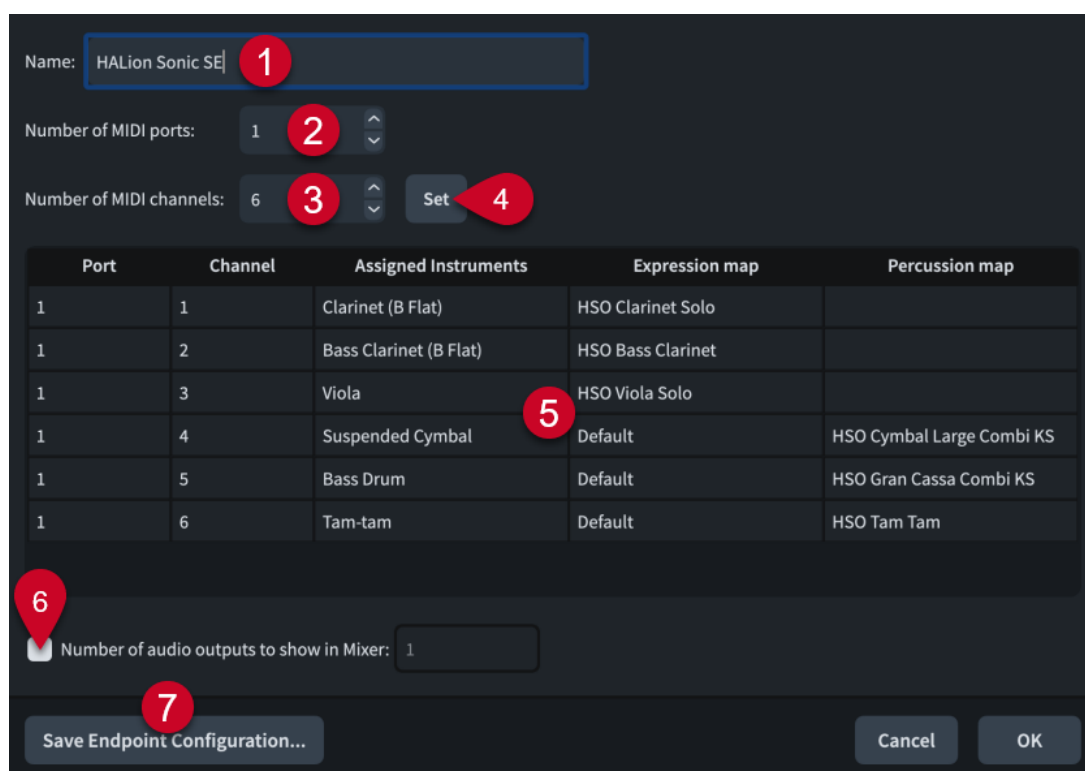 Name: HALion Sonic SE 1
Number of MIDI ports: 1 2
Number of MIDI channels: 6 3 Set 4
Port Channel Assigned Instruments Expression map Percussion map
1 1 Clarinet (B Flat) HSO Clarinet Solo
1 2 Bass Clarinet (B Flat) HSO Bass Clarinet
1 3 Viola HSO Viola Solo
5
1 4 Suspended Cymbal Default HSO Cymbal Large Combi KS
1 5 Bass Drum Default HSO Gran Cassa Combi KS
1 6 Tam-tam Default HSO Tam Tam
6
Number of audio outputs to show in Mixer: 1
7
Save Endpoint Configuration... Cancel OK